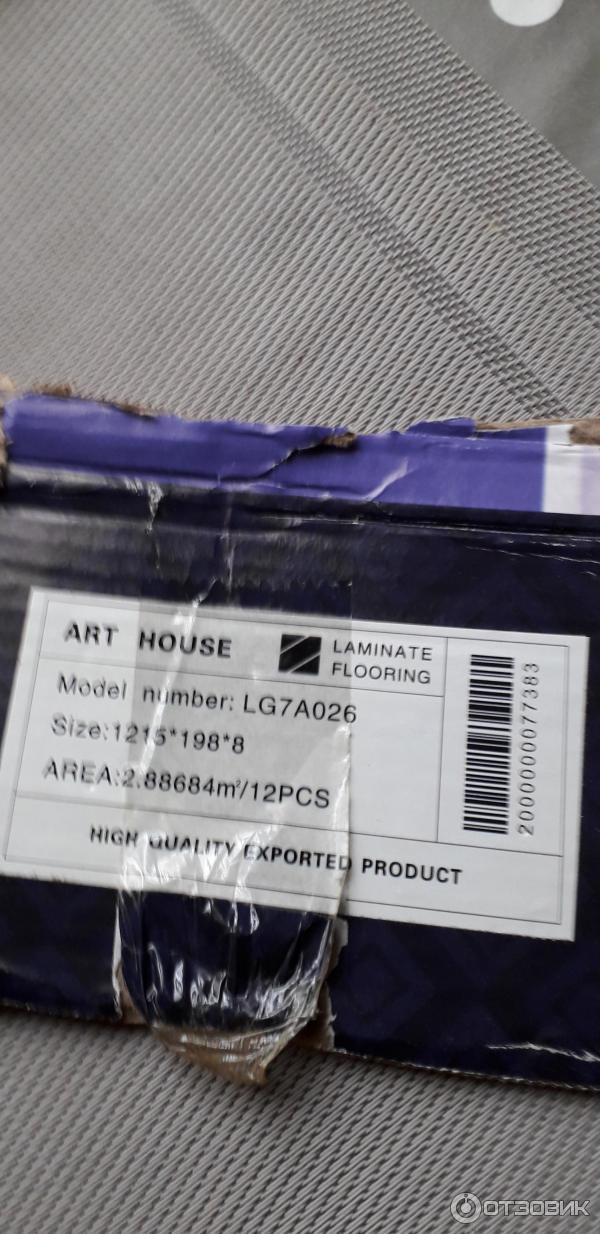 ART HOUSE
LAMINATE
FLOORING
Model number: LG7A026
Size:1215*198*8
AREA:2.88684m²/12PCS
HIGH QUALITY EXPORTED PRODUCT
2000000077383
ОТЗОВИК